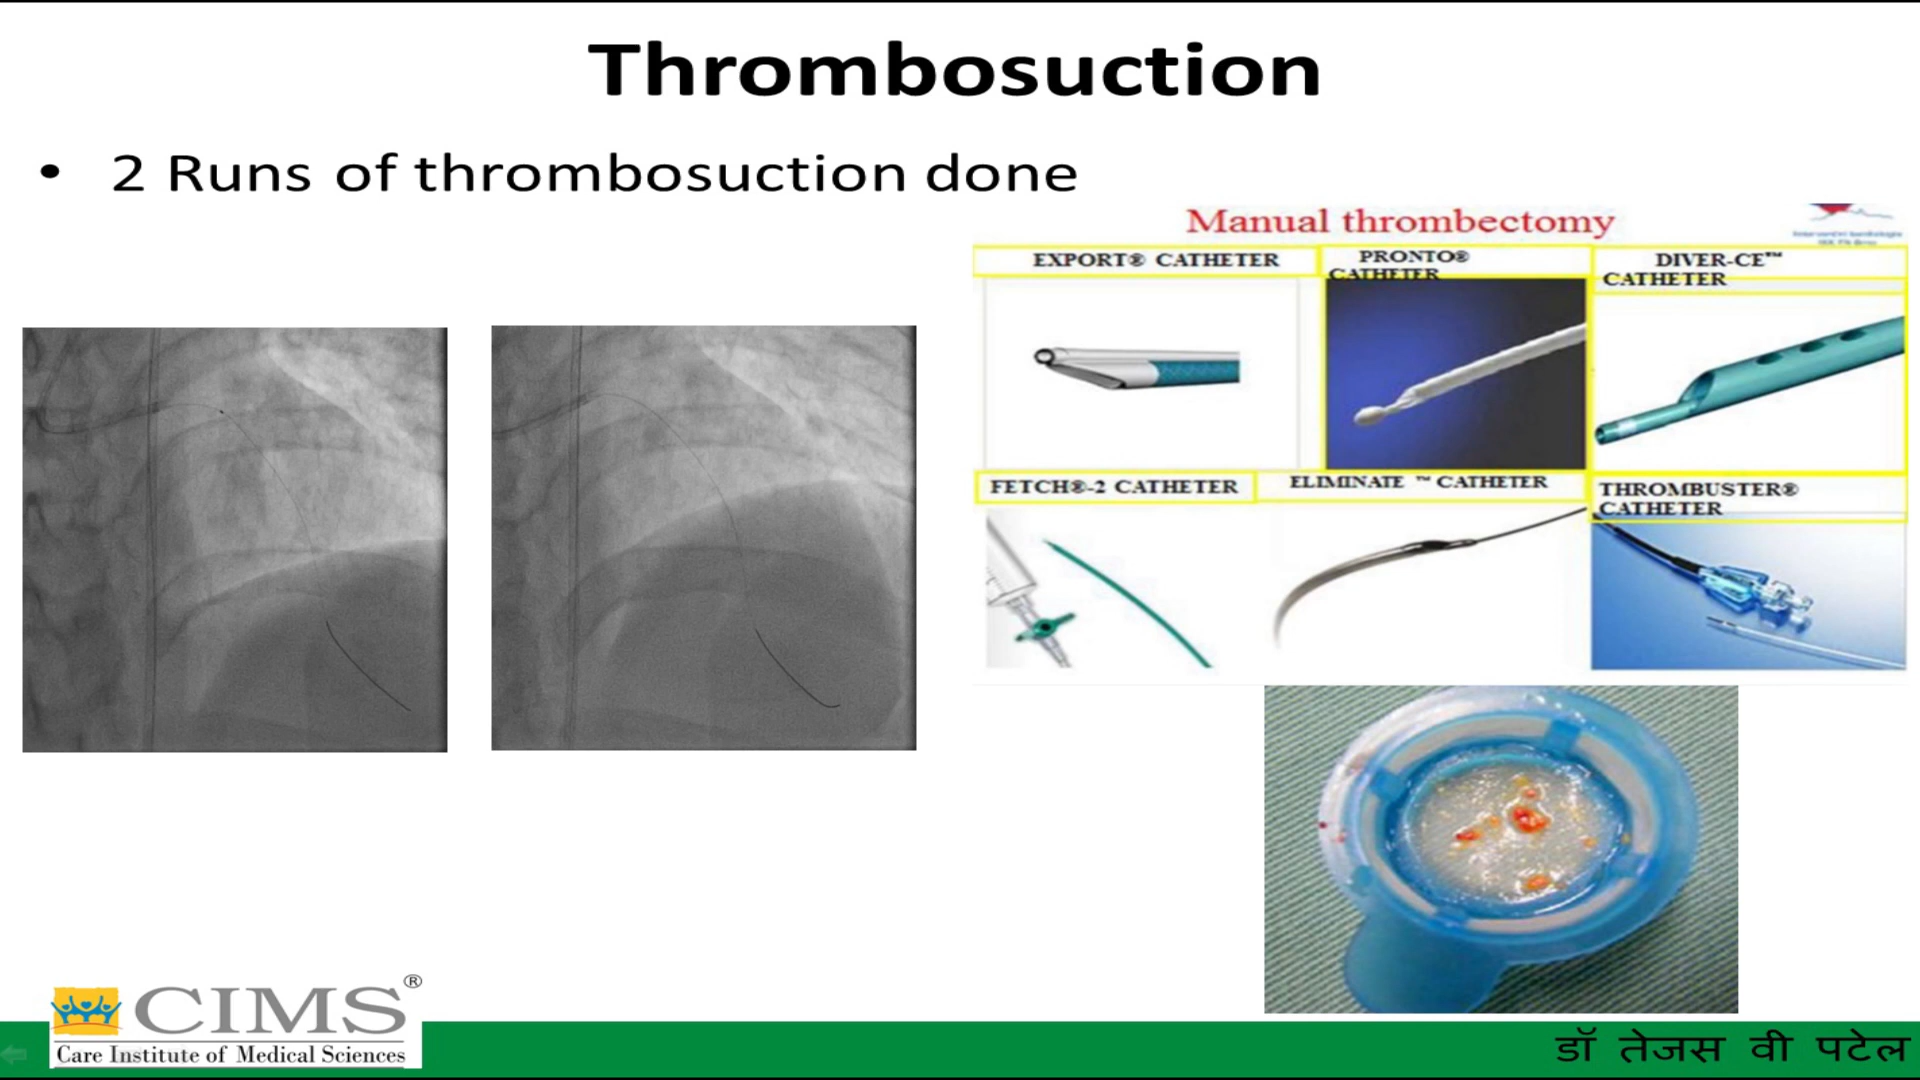 Thrombosuction
• 2 Runs of thrombosuction done
Manual thrombectomy
EXPORT® CATHETER
PRONTO®
CATHETER
DIVER-CE™
CATHETER
FETCH®-2 CATHETER
ELIMINATE ™ CATHETER
THROMBUSTER®
CATHETER
CIMS®
Care Institute of Medical Sciences
डॉ तेजस वी पटेल